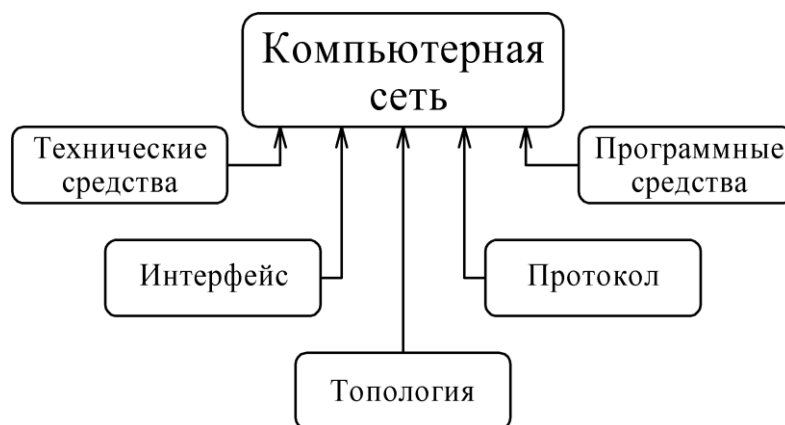 Компьютерная
сеть
Технические
средства
Программные
средства
Интерфейс
Протокол
Топология